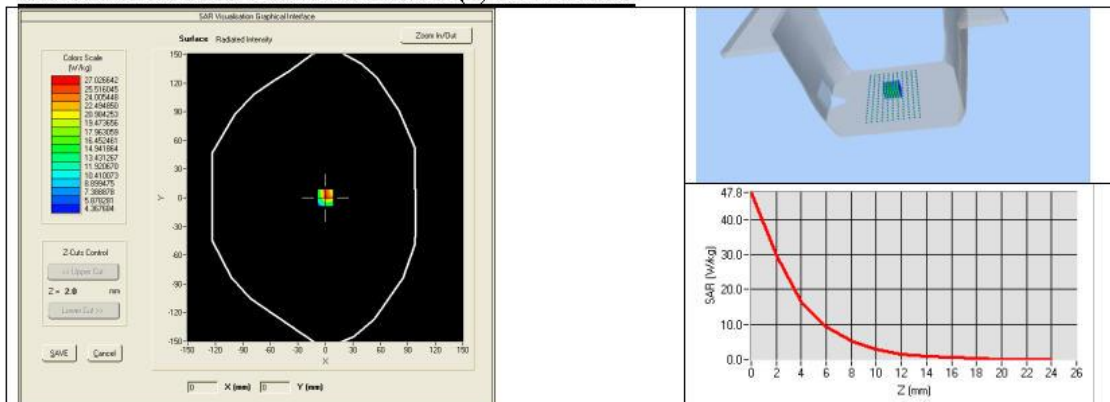 SAR Visualisation Graphical Interface
Surface Radiated Intensity
Zoom In/Out
Colors Scale
(W/kg)
27.026642
25.516045
24.005448
22.494850
20.984253
19.473656
17.963059
16.452461
14.941864
13.431267
11.920670
10.410073
8.899475
7.388878
5.878281
4.367684
Z-Cuts Control
<< Upper Cut
Z = 2.0 mm
Lower Cut >>
SAVE Cancel
150
120
90
60
30
0
-30
-60
-90
-120
-150
Y
-150 -120 -90 -60 -30 0 30 60 90 120 150
X
0 X (mm) 0 Y (mm)
47.8
40.0
30.0
20.0
10.0
0.0
SAR (W/kg)
0 2 4 6 8 10 12 14 16 18 20 22 24 26
Z (mm)